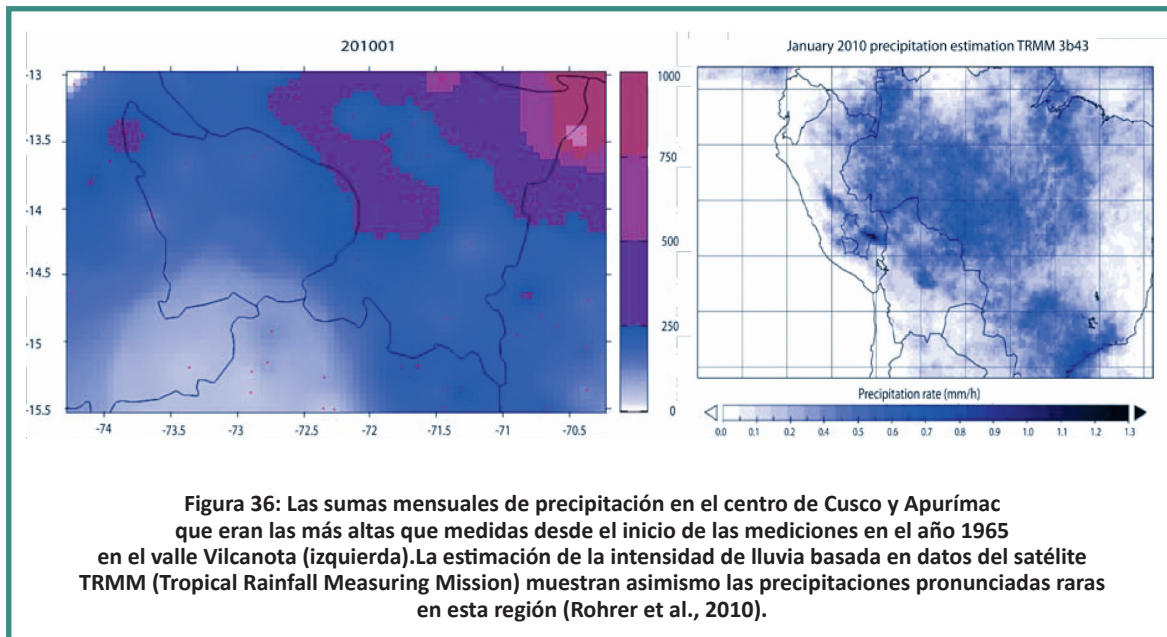 201001
-13
-13.5
-14
-14.5
-15
-15.5
-74
-73.5
-73
-72.5
-72
-71.5
-71
-70.5
1000
750
500
250
0
January 2010 precipitation estimation TRMM 3b43
Precipitation rate (mm/h)
0.0 0.1 0.2 0.4 0.5 0.6 0.7 0.8 0.9 1.0 1.1 1.2 1.3
Figura 36: Las sumas mensuales de precipitación en el centro de Cusco y Apurímac
que eran las más altas que medidas desde el inicio de las mediciones en el año 1965
en el valle Vilcanota (izquierda).La estimación de la intensidad de lluvia basada en datos del satélite
TRMM (Tropical Rainfall Measuring Mission) muestran asimismo las precipitaciones pronunciadas raras
en esta región (Rohrer et al., 2010).